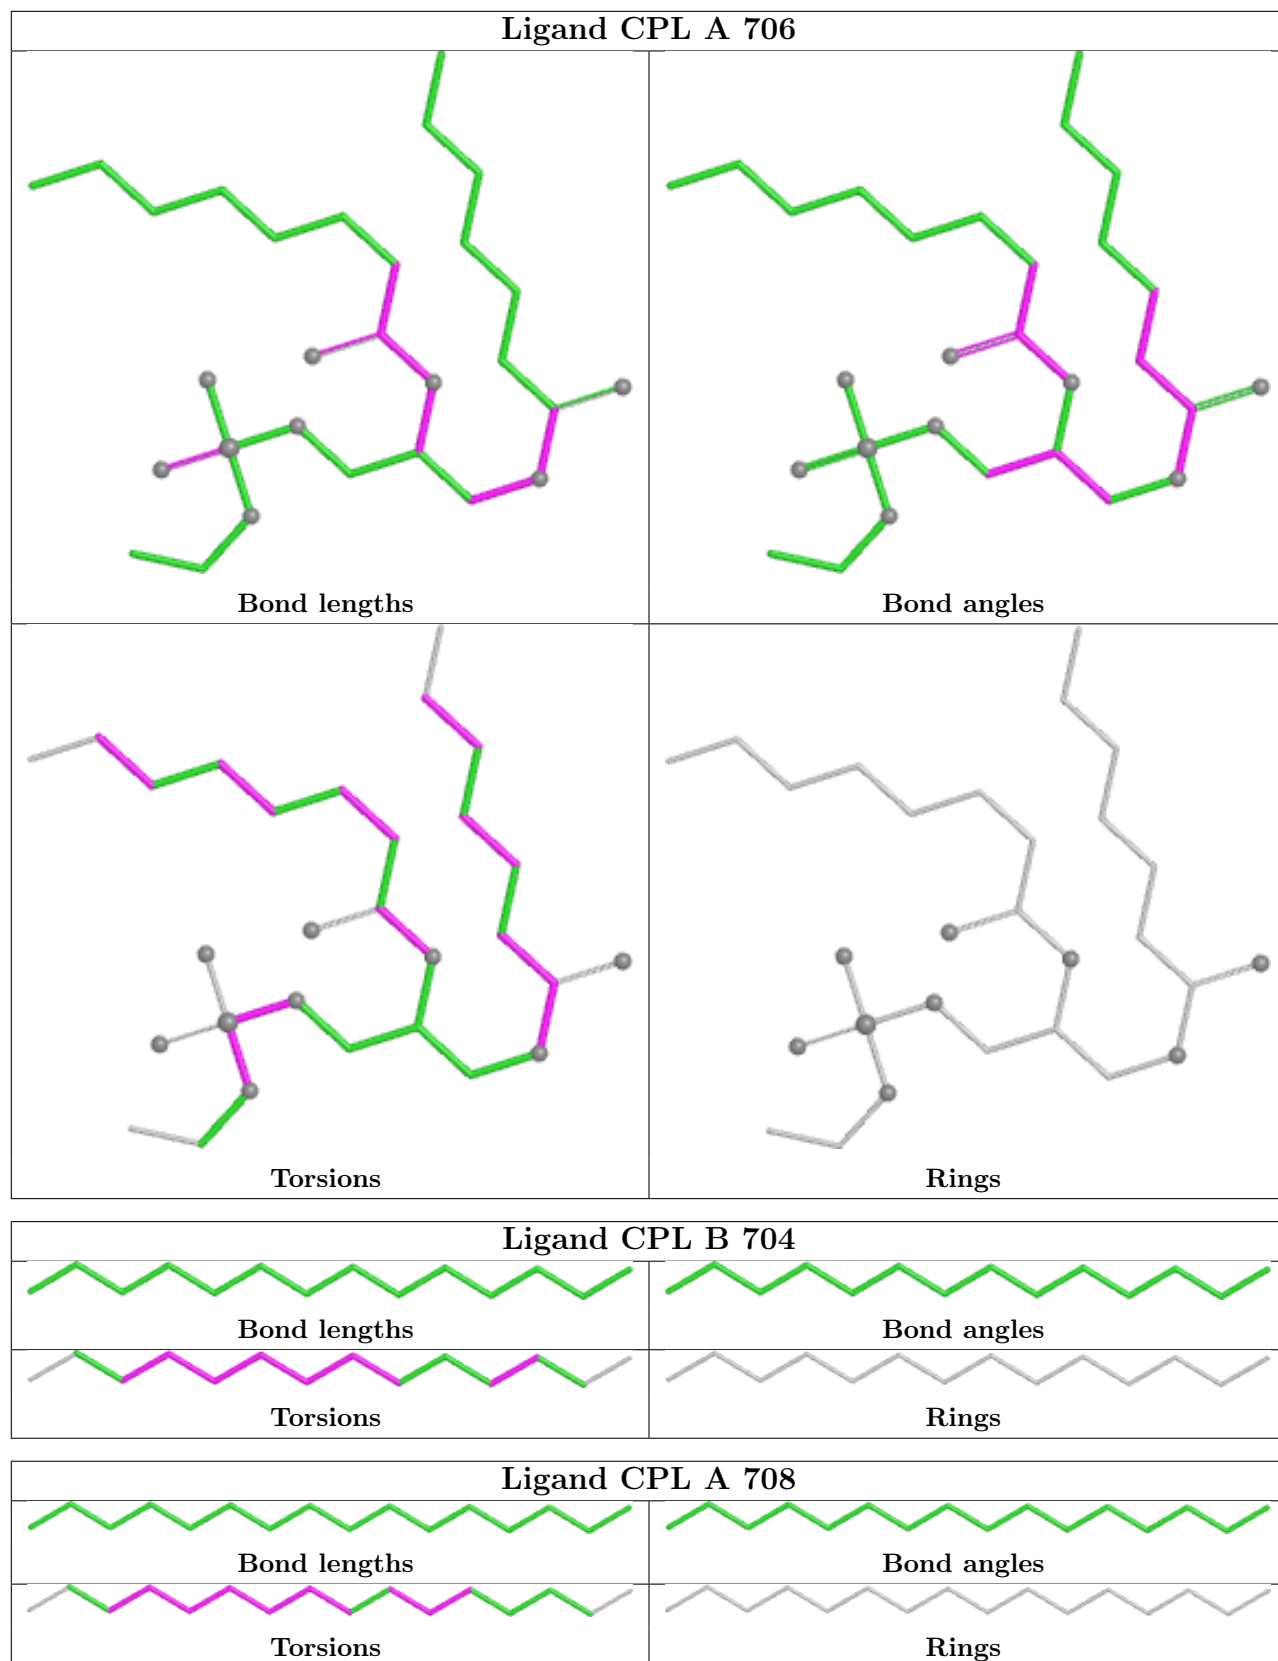 Ligand CPL A 706
Bond lengths
Bond angles
Torsions
Rings
Ligand CPL B 704
Bond lengths
Bond angles
Torsions
Rings
Ligand CPL A 708
Bond lengths
Bond angles
Torsions
Rings